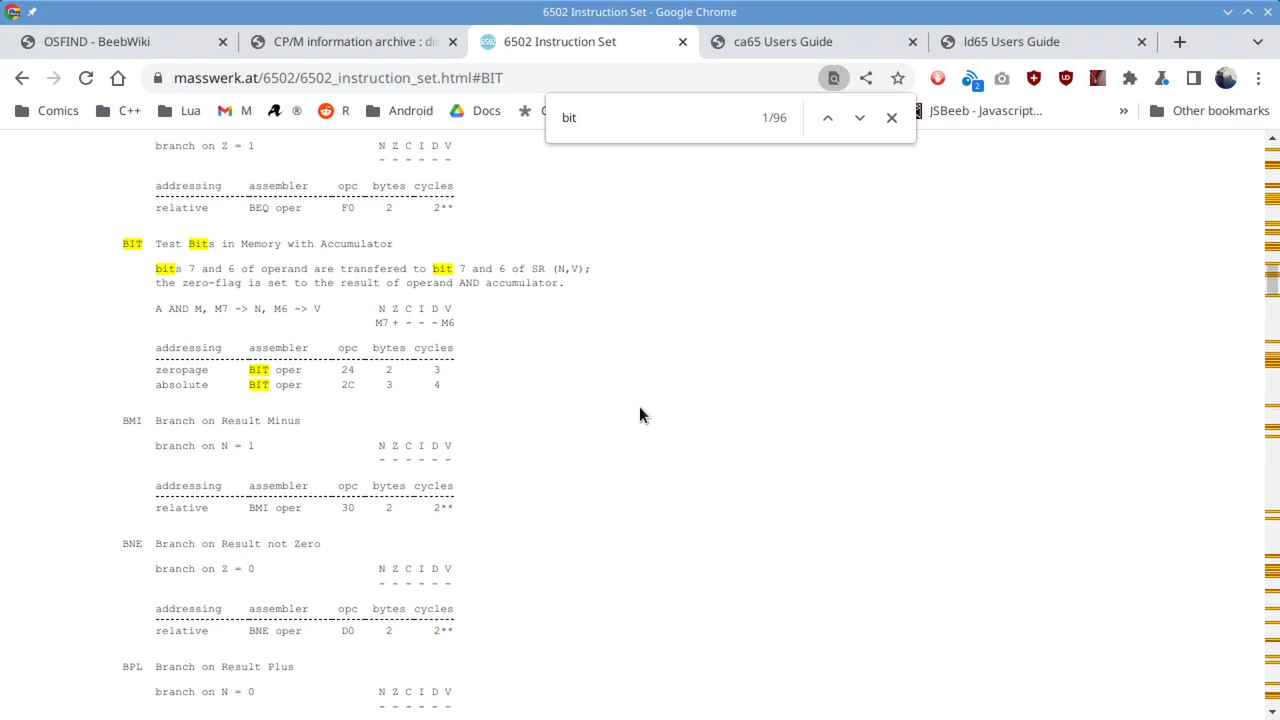 6502 Instruction Set - Google Chrome
OSFIND - BeebWiki
CP/M information archive : dis
6502 Instruction Set
ca65 Users Guide
ld65 Users Guide
masswerk.at/6502/6502_instruction_set.html#BIT
2
Comics
C++
Lua
M
®
R
Android
Docs
JSBeeb - Javascript...
»
Other bookmarks
bit 1/96
branch on Z = 1 N Z C I D V
- - - - - -
addressing assembler opc bytes cycles
relative BEQ oper F0 2 2**
BIT Test Bits in Memory with Accumulator
bits 7 and 6 of operand are transfered to bit 7 and 6 of SR (N,V);
the zero-flag is set to the result of operand AND accumulator.
A AND M, M7 -> N, M6 -> V N Z C I D V
M7 + - - - M6
addressing assembler opc bytes cycles
zeropage BIT oper 24 2 3
absolute BIT oper 2C 3 4
BMI Branch on Result Minus
branch on N = 1 N Z C I D V
- - - - - -
addressing assembler opc bytes cycles
relative BMI oper 30 2 2**
BNE Branch on Result not Zero
branch on Z = 0 N Z C I D V
- - - - - -
addressing assembler opc bytes cycles
relative BNE oper D0 2 2**
BPL Branch on Result Plus
branch on N = 0 N Z C I D V
- - - - - -